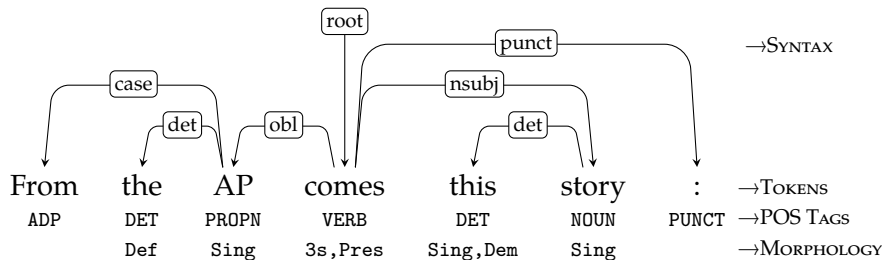 root
punct →SYNTAX
case nsubj
det obl det
From the AP comes this story : →TOKENS
ADP DET PROPN VERB DET NOUN PUNCT →POS TAGS
Def Sing 3s,Pres Sing,Dem Sing →MORPHOLOGY